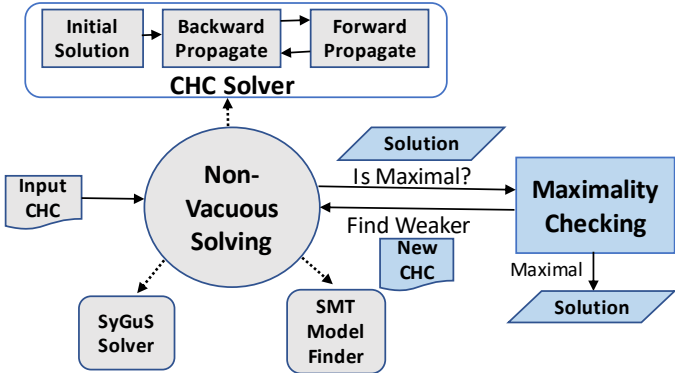 Initial
Solution
Backward
Propagate
Forward
Propagate
CHC Solver
Solution
Input
CHC
Non-
Vacuous
Solving
Is Maximal?
Find Weaker
New
CHC
Maximality
Checking
Maximal
Solution
SyGuS
Solver
SMT
Model
Finder